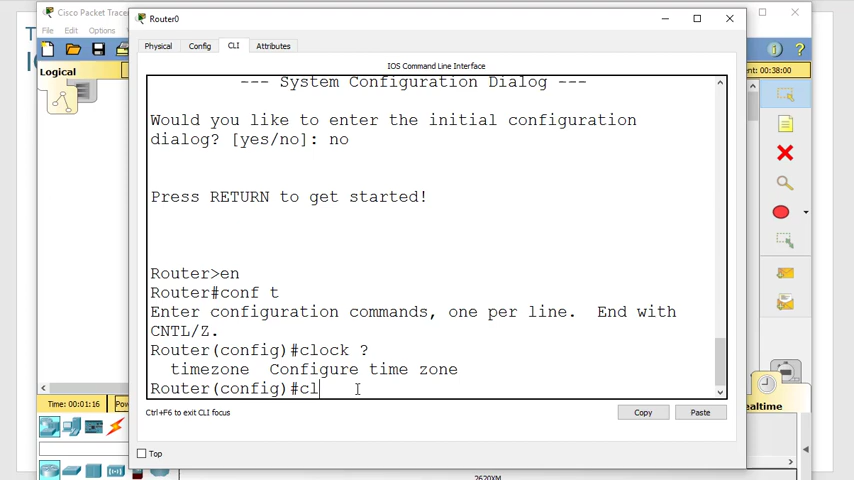 Cisco Packet Tracer
Router0
File Edit Options
Physical Config CLI Attributes
IOS Command Line Interface
Logical
ent: 00:38:00
--- System Configuration Dialog ---
Would you like to enter the initial configuration
dialog? [yes/no]: no
Press RETURN to get started!
Router>en
Router#conf t
Enter configuration commands, one per line.  End with
CNTL/Z.
Router(config)#clock ?
timezone  Configure time zone
Router(config)#cl
Ctrl+F6 to exit CLI focus
Copy Paste
Time: 00:01:16
ealtime
Top
2620XM